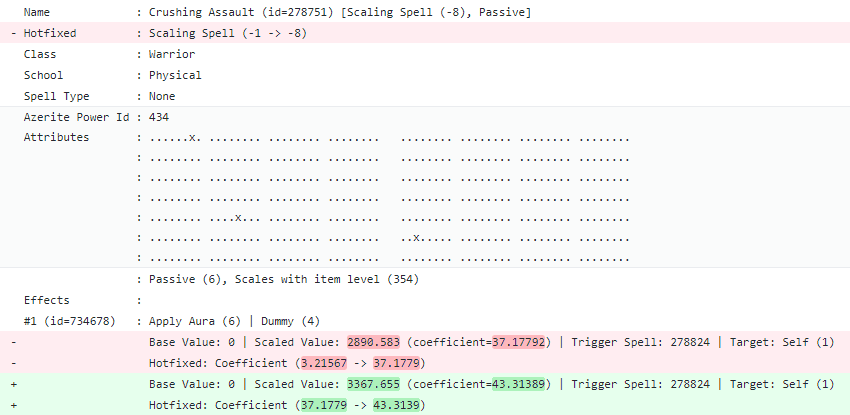 Name : Crushing Assault (id=278751) [Scaling Spell (-8), Passive]
- Hotfixed : Scaling Spell (-1 -> -8)
Class : Warrior
School : Physical
Spell Type : None
Azerite Power Id : 434
Attributes : ......x. ........ ........ ........ ........ ........ ........ ........
: ........ ........ ........ ........ ........ ........ ........ ........
: ........ ........ ........ ........ ........ ........ ........ ........
: ........ ........ ........ ........ ........ ........ ........ ........
: ........ ....x... ........ ........ ........ ........ ........ ........
: ........ ........ ........ ........ ..x..... ........ ........ ........
: ........ ........ ........ ........ ........ ........ ........ ........
: Passive (6), Scales with item level (354)
Effects :
#1 (id=734678) : Apply Aura (6) | Dummy (4)
- Base Value: 0 | Scaled Value: 2890.583 (coefficient=37.17792) | Trigger Spell: 278824 | Target: Self (1)
- Hotfixed: Coefficient (3.21567 -> 37.1779)
+ Base Value: 0 | Scaled Value: 3367.655 (coefficient=43.31389) | Trigger Spell: 278824 | Target: Self (1)
+ Hotfixed: Coefficient (37.1779 -> 43.3139)